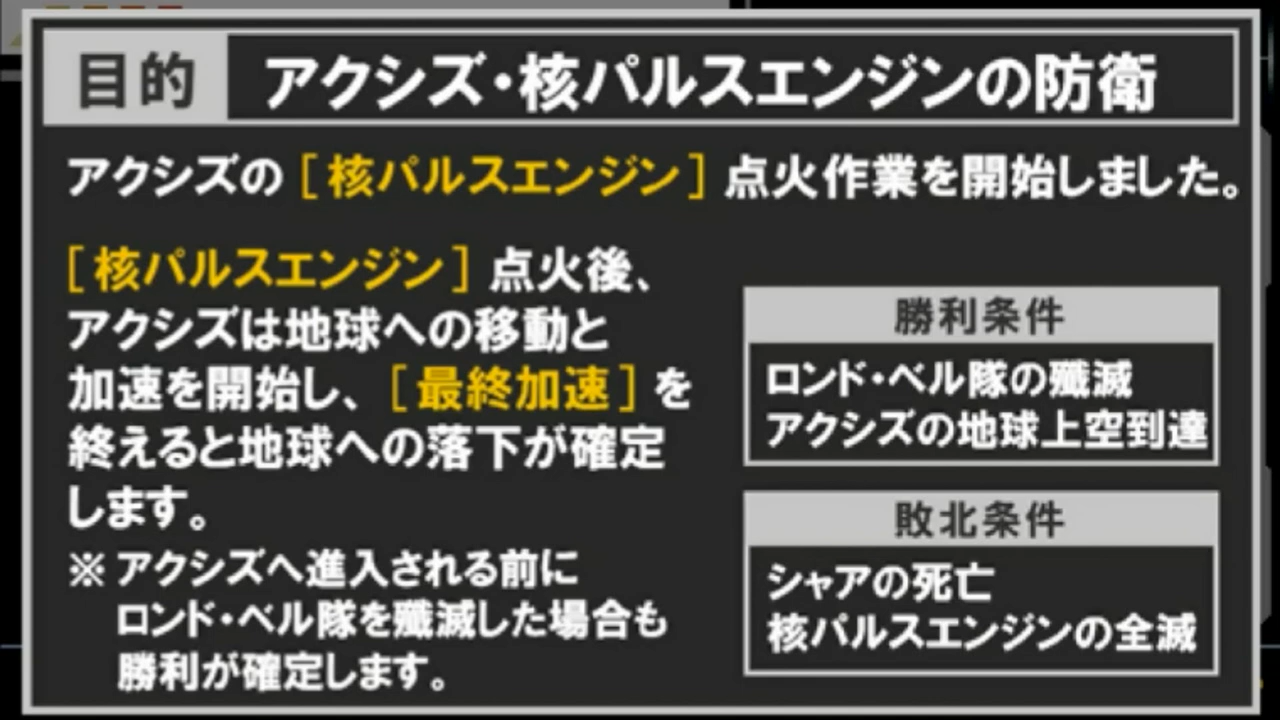 目的
アクシズ・核パルスエンジンの防衛
アクシズの [核パルスエンジン] 点火作業を開始しました。
[核パルスエンジン] 点火後、
アクシズは地球への移動と
加速を開始し、[最終加速] を
終えると地球への落下が確定
します。
※ アクシズへ進入される前に
ロンド・ベル隊を殲滅した場合も
勝利が確定します。
勝利条件
ロンド・ベル隊の殲滅
アクシズの地球上空到達
敗北条件
シャアの死亡
核パルスエンジンの全滅